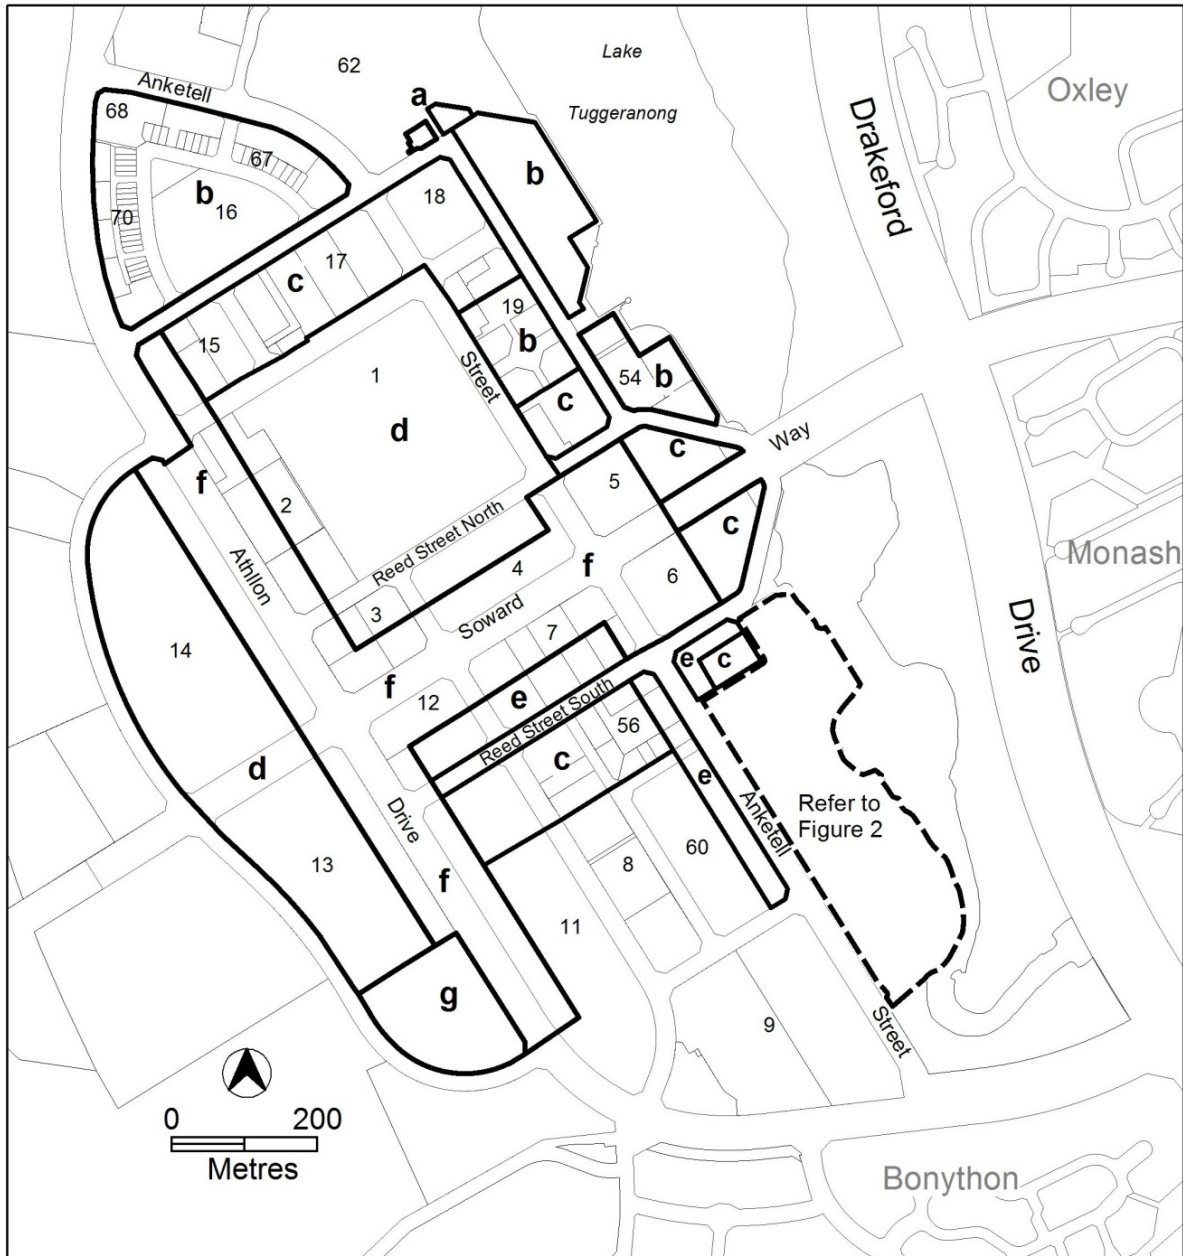 62
Lake
Tuggeranong
Oxley
Anketell
68
a
Drakeford
67
b
b
16
70
18
17
c
19
b
15
Street
1
54
b
c
d
Way
c
5
f
2
c
Reed Street North
Athllon
Monash
4
f
6
3
Soward
Drive
7
14
e
c
f
12
e
Reed Street South
56
c
d
e
Anketell
Refer to
Figure 2
Drive
60
13
8
f
11
g
9
Street
0 200
Metres
Bonython